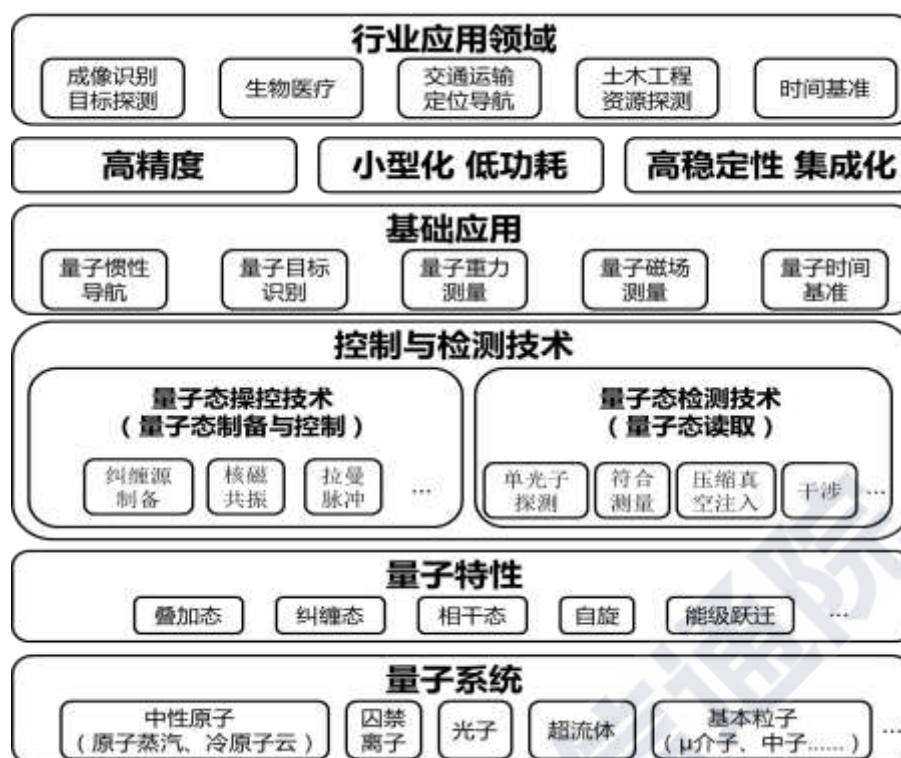 行业应用领域
成像识别 目标探测
生物医疗
交通运输 定位导航
土木工程 资源探测
时间基准
高精度
小型化 低功耗
高稳定性 集成化
基础应用
量子惯性 导航
量子目标 识别
量子重力 测量
量子磁场 测量
量子时间 基准
控制与检测技术
量子态操控技术
（量子态制备与控制）
纠缠源 制备
核磁 共振
拉曼 脉冲
...
量子态检测技术
（量子态读取）
单光子 探测
符合 测量
压缩真 空注入
干涉
...
量子特性
叠加态
纠缠态
相干态
自旋
能级跃迁
...
量子系统
中性原子
（原子蒸汽、冷原子云）
囚禁 离子
光子
超流体
基本粒子
（μ介子、中子……）
...
信通院